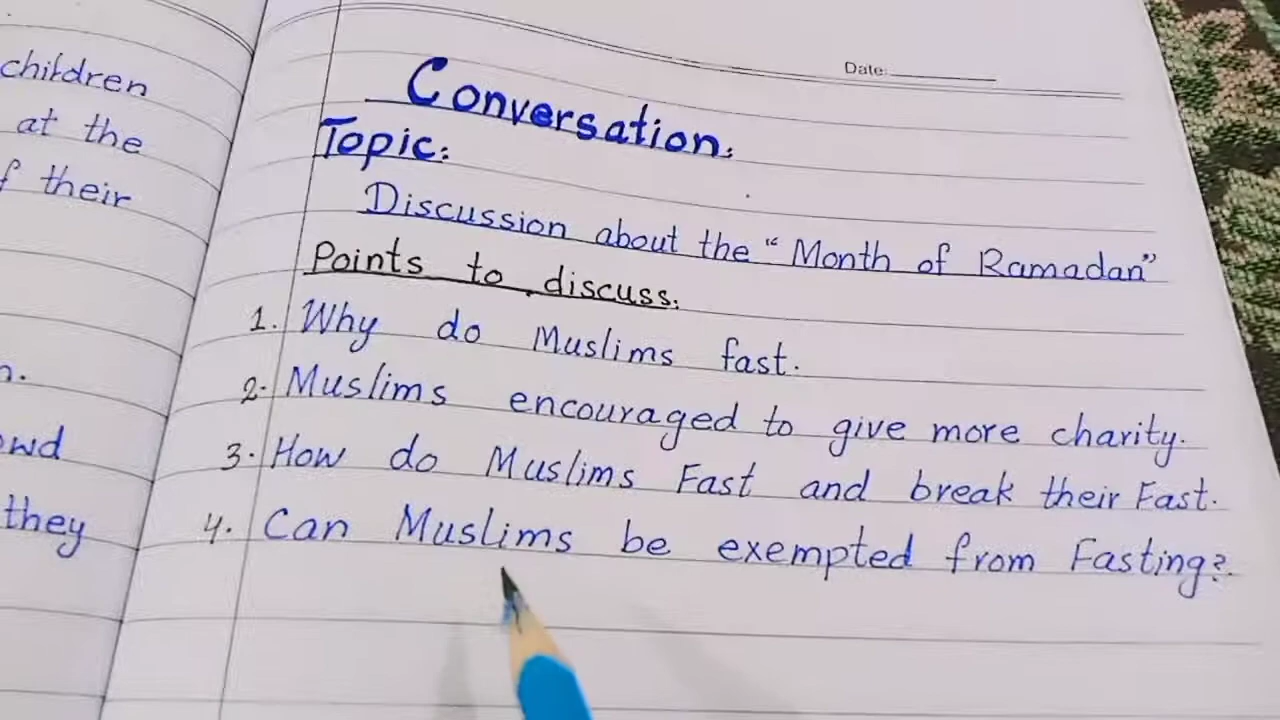 children
at the
their
owd
they
Date:
Conversation.
Topic:
Discussion about the "Month of Ramadan"
Points to discuss:
1. Why do Muslims fast.
2. Muslims encouraged to give more charity.
3. How do Muslims Fast and break their Fast.
4. Can Muslims be exempted from Fasting?